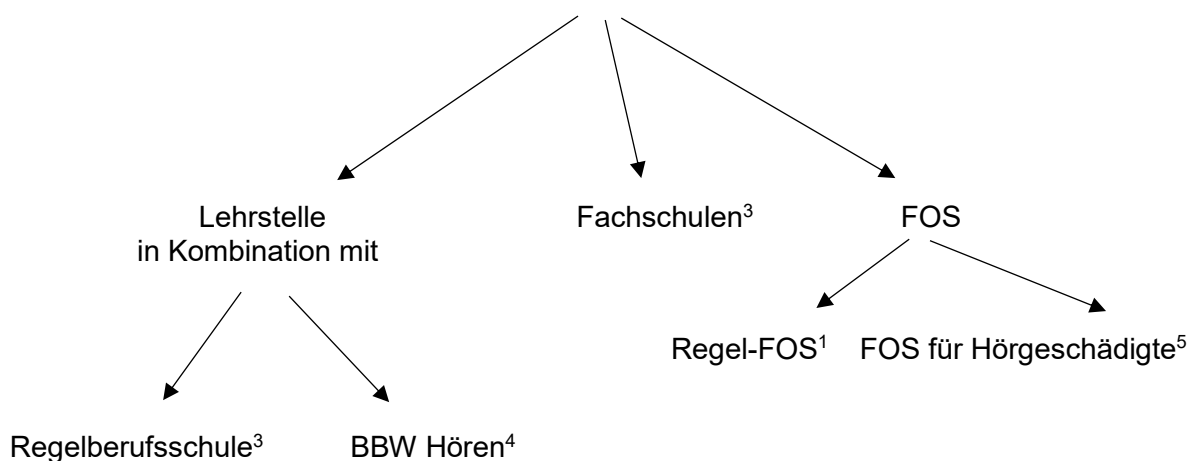 Lehrstelle
in Kombination mit
Fachschulen³
FOS
Regel-FOS¹
FOS für Hörgeschädigte⁵
Regelberufsschule³
BBW Hören⁴